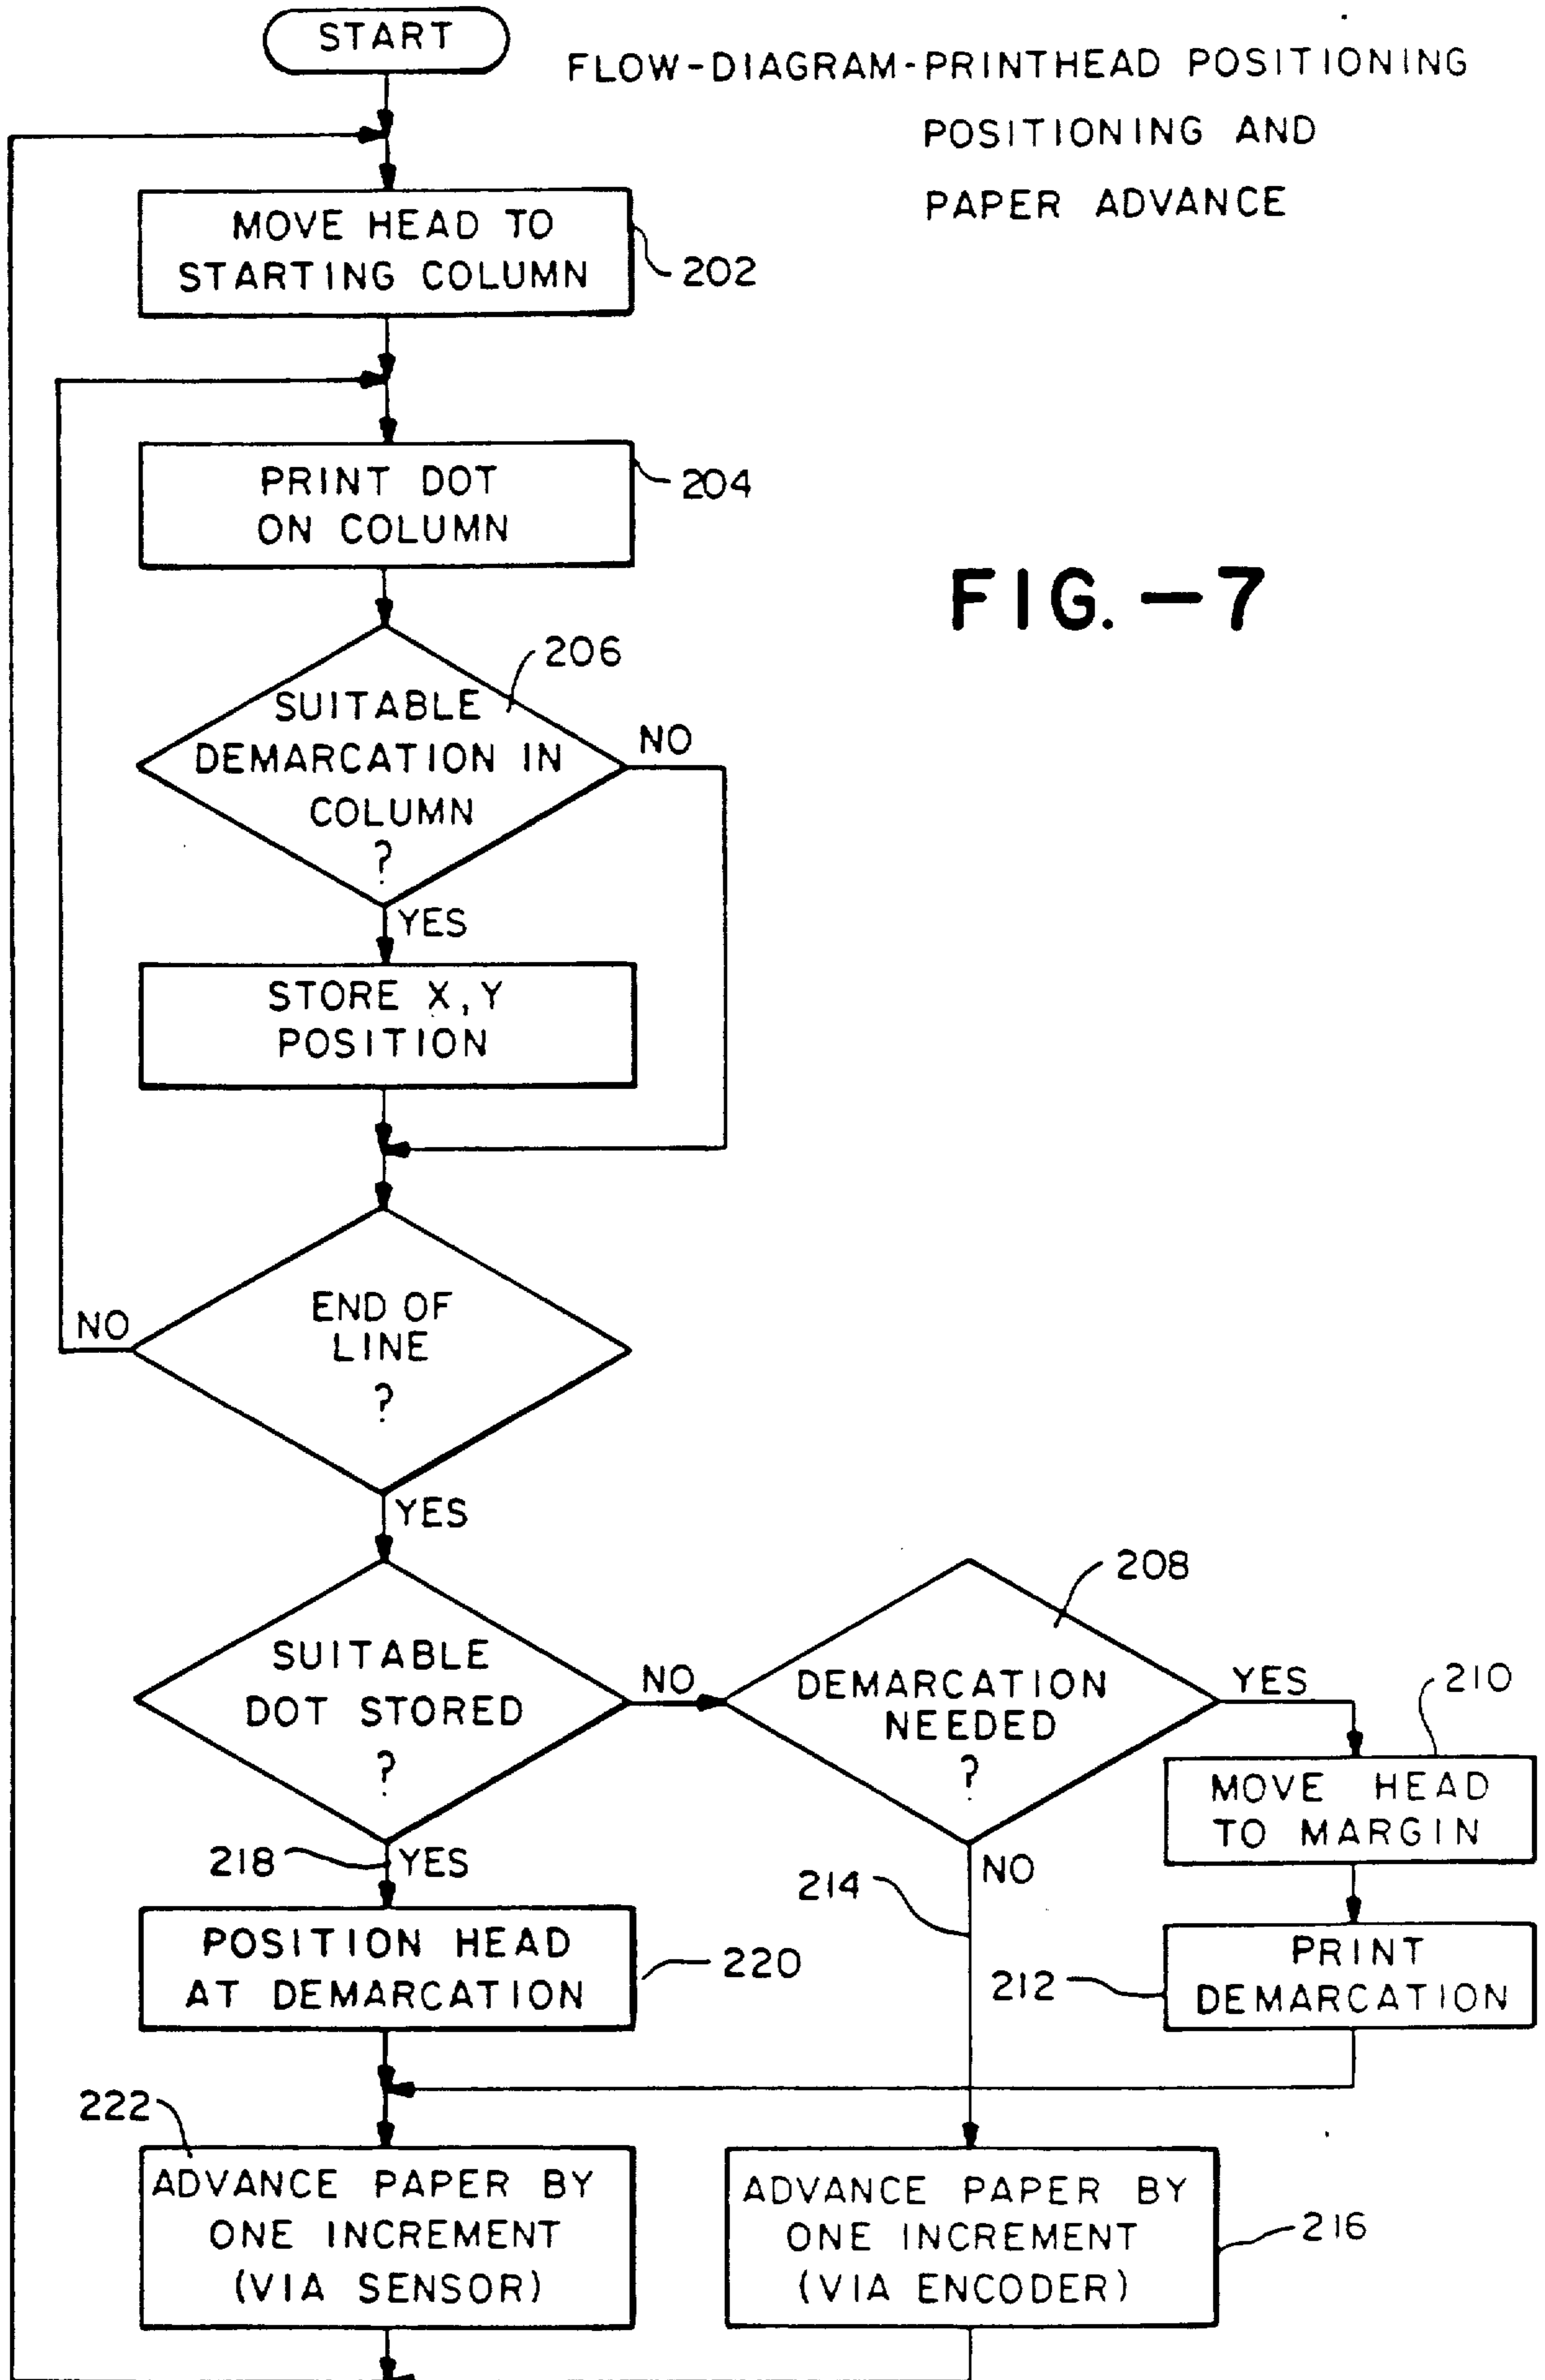 START
FLOW-DIAGRAM-PRINTHEAD POSITIONING
POSITIONING AND
PAPER ADVANCE
MOVE HEAD TO
STARTING COLUMN
202
PRINT DOT
ON COLUMN
204
FIG.-7
206
SUITABLE
DEMARCATION IN
COLUMN
?
NO
YES
STORE X,Y
POSITION
END OF
LINE
?
NO
YES
SUITABLE
DOT STORED
?
NO
208
DEMARCATION
NEEDED
?
YES
210
MOVE HEAD
TO MARGIN
218
YES
214
NO
POSITION HEAD
AT DEMARCATION
220
212
PRINT
DEMARCATION
222
ADVANCE PAPER BY
ONE INCREMENT
(VIA SENSOR)
ADVANCE PAPER BY
ONE INCREMENT
(VIA ENCODER)
216